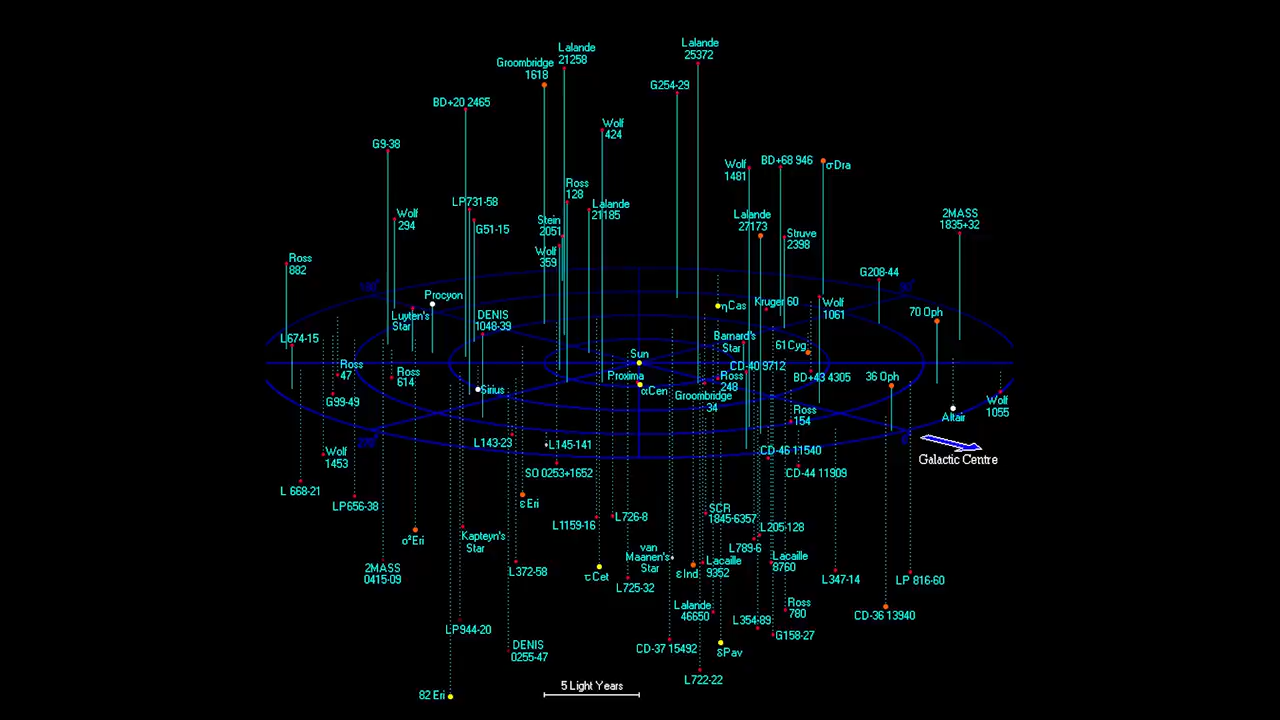 Lalande
25372
Lalande
21258
Groombridge
1618
G254-29
BD+20 2465
Wolf
424
G9-38
Wolf
1481
BD+68 946
σDra
Ross
128
LP731-58
Lalande
21185
Wolf
294
G51-15
Stein
2051
Lalande
27173
2MASS
1835+32
Struve
2398
Wolf
359
Ross
882
G208-44
Procyon
ηCas
Kruger 60
Wolf
1061
Luyten's
Star
DENIS
1048-39
70 Oph
L674-15
Barnard's
Star
61Cyg
Sun
Ross
47
CD-40 9712
Ross
614
Proxima
Ross
248
BD+43 4305
36 Oph
Sirius
αCen
Groombridge
34
G99-49
Wolf
1055
Ross
154
Altair
L143-23
L145-141
Wolf
1453
CD-46 11540
Galactic Centre
SO 0253+1652
CD-44 11909
L 668-21
LP656-38
εEri
SCR
1845-6357
L1159-16
L726-8
L205-128
ο²Eri
Kapteyn's
Star
L789-6
van
Maanen's
Star
Lacaille
9352
Lacaille
8760
2MASS
0415-09
L372-58
τCet
εInd
L347-14
LP 816-60
L725-32
Lalande
46650
Ross
780
CD-36 13940
L354-89
LP944-20
G158-27
DENIS
0255-47
CD-37 15492
δPav
L722-22
5 Light Years
82 Eri
180°
90°
270°
0°